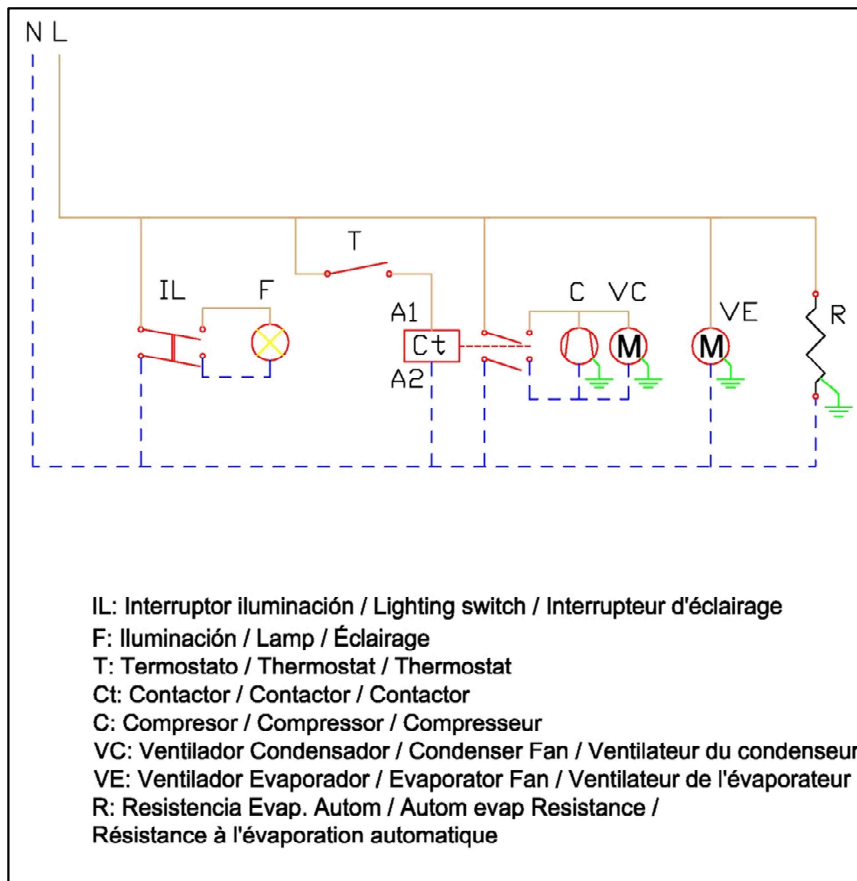 N L
T
IL
F
C
VC
A1
VE
R
Ct
M
M
A2
IL: Interruptor iluminación / Lighting switch / Interrupteur d'éclairage
F: Iluminación / Lamp / Éclairage
T: Termostato / Thermostat / Thermostat
Ct: Contactor / Contactor / Contactor
C: Compresor / Compressor / Compresseur
VC: Ventilador Condensador / Condenser Fan / Ventilateur du condenseur
VE: Ventilador Evaporador / Evaporator Fan / Ventilateur de l'évaporateur
R: Resistencia Evap. Autom / Autom evap Resistance /
Résistance à l'évaporation automatique